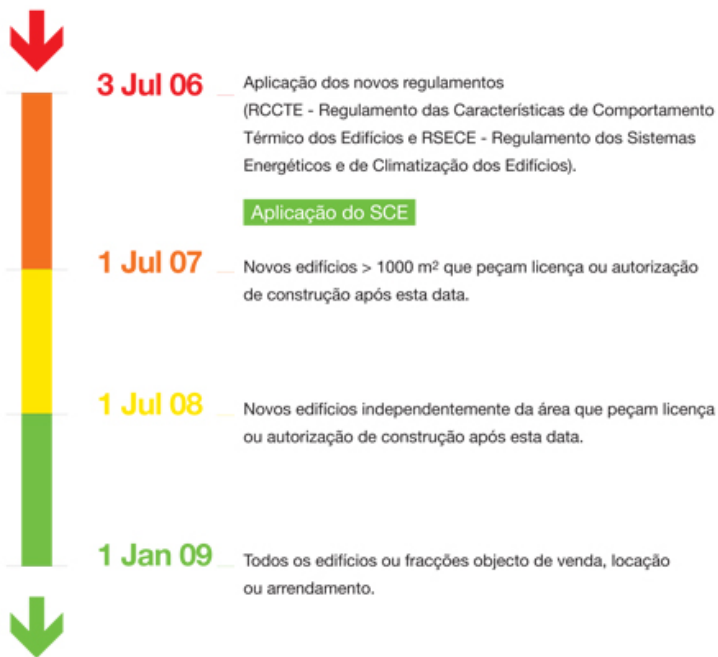 3 Jul 06
Aplicação dos novos regulamentos
(RCCTE - Regulamento das Características de Comportamento
Térmico dos Edifícios e RSECE - Regulamento dos Sistemas
Energéticos e de Climatização dos Edifícios).
Aplicação do SCE
1 Jul 07
Novos edifícios > 1000 m² que peçam licença ou autorização
de construção após esta data.
1 Jul 08
Novos edifícios independentemente da área que peçam licença
ou autorização de construção após esta data.
1 Jan 09
Todos os edifícios ou fracções objecto de venda, locação
ou arrendamento.